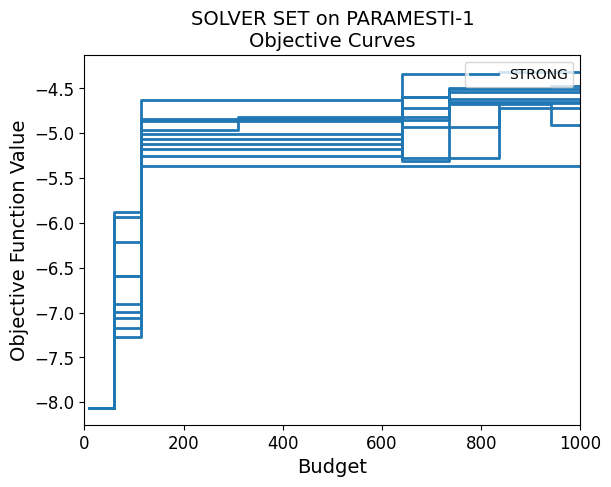 SOLVER SET on PARAMESTI-1
Objective Curves
STRONG
Objective Function Value
−4.5
−5.0
−5.5
−6.0
−6.5
−7.0
−7.5
−8.0
0 200 400 600 800 1000
Budget